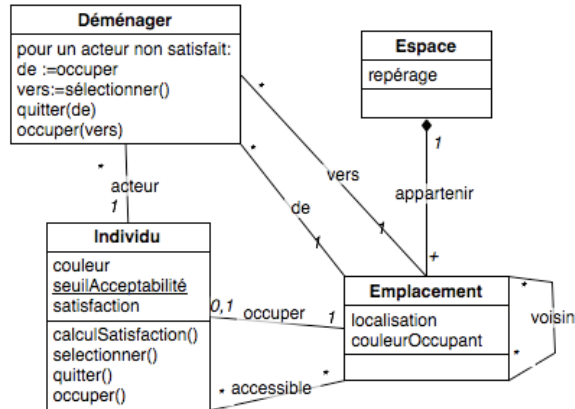 Déménager
pour un acteur non satisfait:
de :=occuper
vers:=sélectionner()
quitter(de)
occuper(vers)
Espace
repérage
*
*
1
vers
appartenir
*
acteur
1
de
1
1
+
Individu
couleur
seuilAcceptabilité
satisfaction
calculSatisfaction()
selectionner()
quitter()
occuper()
0,1
occuper
1
Emplacement
localisation
couleurOccupant
*
voisin
*
*
accessible
*